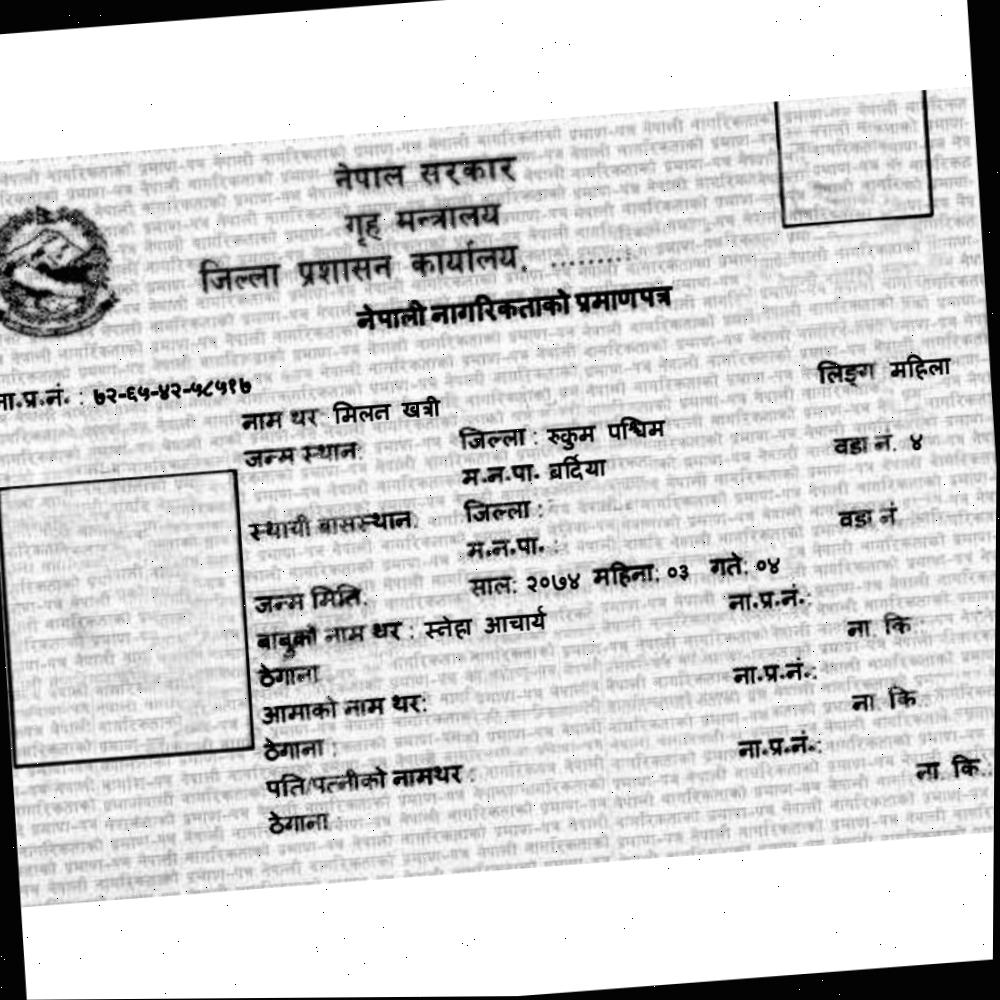 नेपाल सरकार
गृह मन्त्रालय
जिल्ला प्रशासन कार्यालय, ........:
नेपाली नागरिकताको प्रमाणपत्र
ना.प्र.नं. : ७२-६५-४२-५८५१७
लिङ्ग महिला
नाम थर मिलन खत्री
जन्म स्थान: जिल्ला : रुकुम पश्चिम वडा नं. ४
म.न.पा. बर्दिया
स्थायी बासस्थान: जिल्ला : वडा नं
म.न.पा. :
जन्म मिति: साल: २०७४ महिना: ०३ गते: ०४
बाबुको नाम थर : स्नेहा आचार्य ना.प्र.नं.:
ठेगाना ना. कि.:
आमाको नाम थर: ना.प्र.नं.:
ठेगाना : ना. कि.:
पति/पत्नीको नामथर : ना.प्र.नं.:
ठेगाना : ना. कि.: